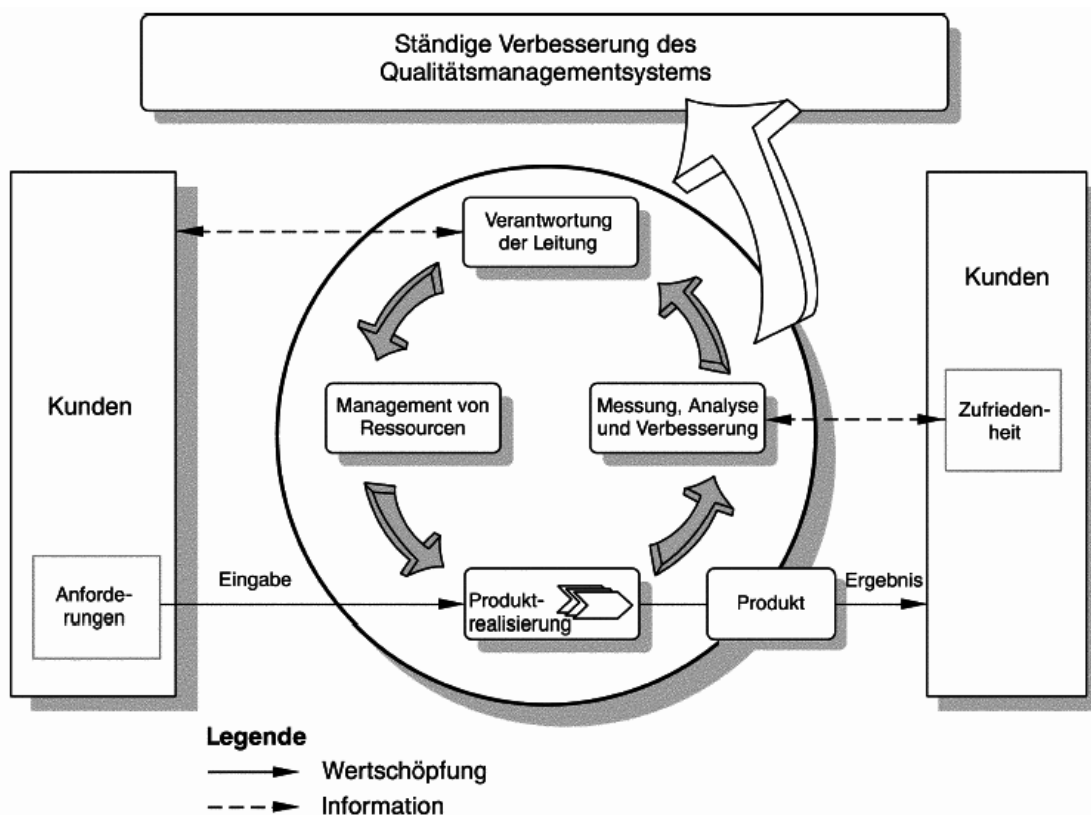 Ständige Verbesserung des
Qualitätsmanagementsystems
Verantwortung
der Leitung
Kunden
Kunden
Management von
Ressourcen
Messung, Analyse
und Verbesserung
Zufrieden-
heit
Anforde-
rungen
Eingabe
Produkt-
realisierung
Produkt
Ergebnis
Legende
Wertschöpfung
Information